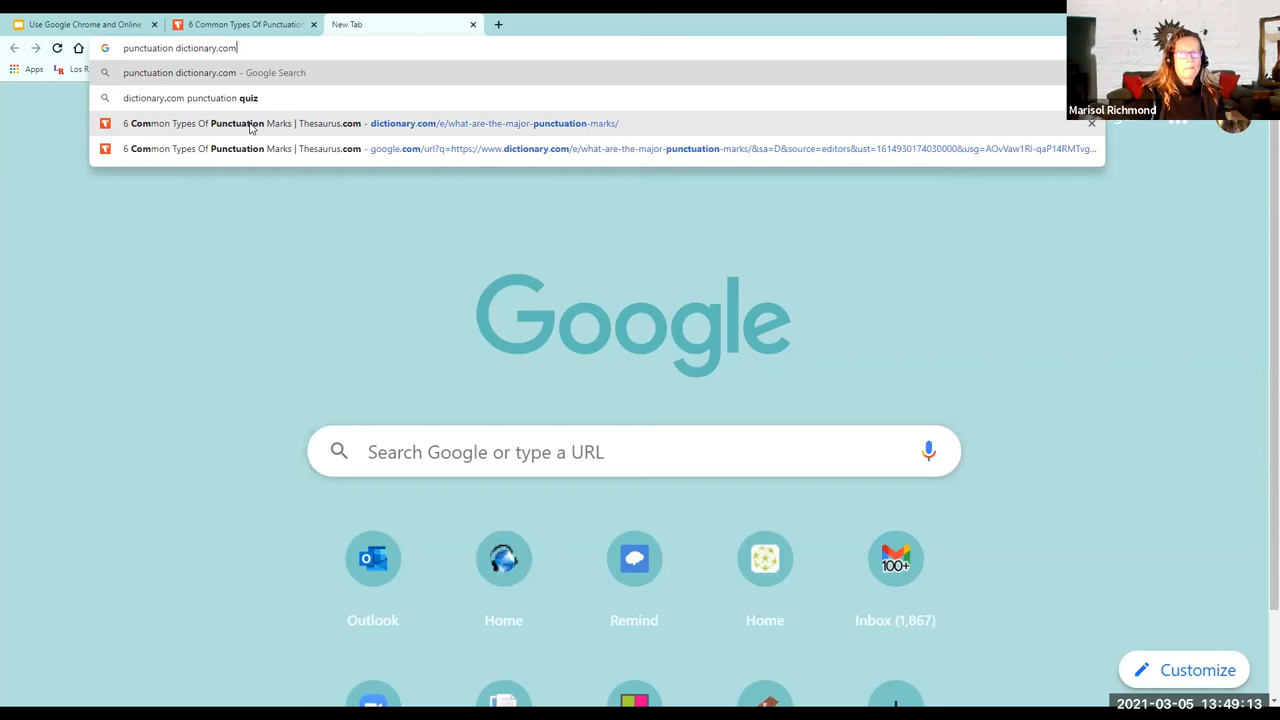 Use Google Chrome and Online
6 Common Types Of Punctuation
New Tab
punctuation dictionary.com
Apps
Los R
punctuation dictionary.com - Google Search
dictionary.com punctuation quiz
6 Common Types Of Punctuation Marks | Thesaurus.com - dictionary.com/e/what-are-the-major-punctuation-marks/
6 Common Types Of Punctuation Marks | Thesaurus.com - google.com/url?q=https://www.dictionary.com/e/what-are-the-major-punctuation-marks/&sa=D&source=editors&ust=1614930174030000&usg=AOvVaw1RI-qaP14RMTvg...
Marisol Richmond
Google
Search Google or type a URL
100+
Outlook
Home
Remind
Home
Inbox (1,867)
Customize
2021-03-05 13:49:13